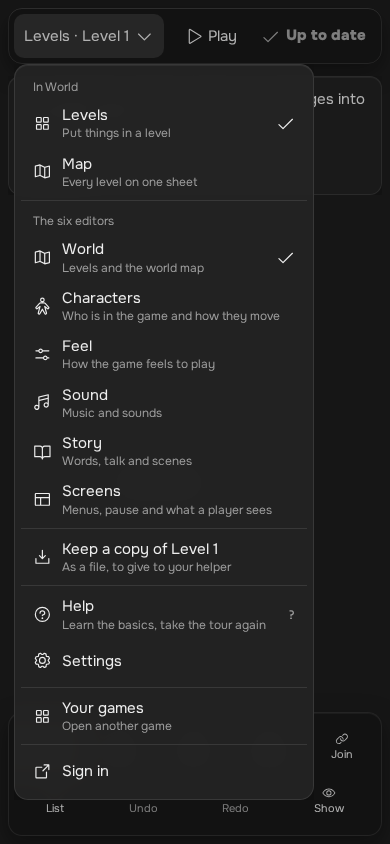 Levels · Level 1
Play
Up to date
ges into
In World
Levels
Put things in a level
Map
Every level on one sheet
The six editors
World
Levels and the world map
Characters
Who is in the game and how they move
Feel
How the game feels to play
Sound
Music and sounds
Story
Words, talk and scenes
Screens
Menus, pause and what a player sees
Keep a copy of Level 1
As a file, to give to your helper
Help
?
Learn the basics, take the tour again
Settings
Your games
Open another game
Join
Sign in
List
Undo
Redo
Show